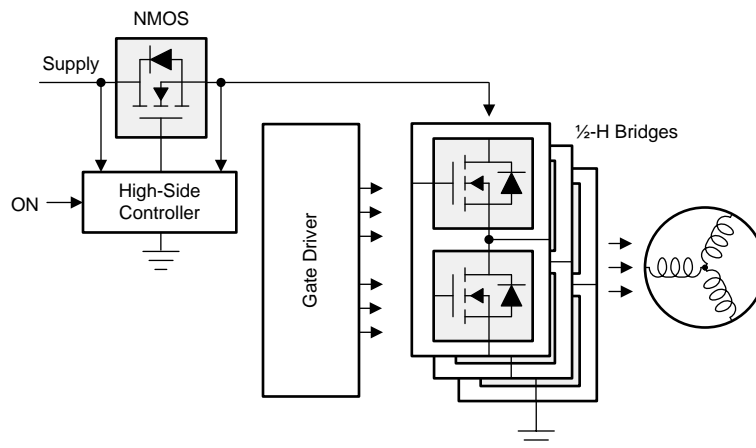 NMOS
Supply
½-H Bridges
High-Side
Controller
ON
Gate Driver